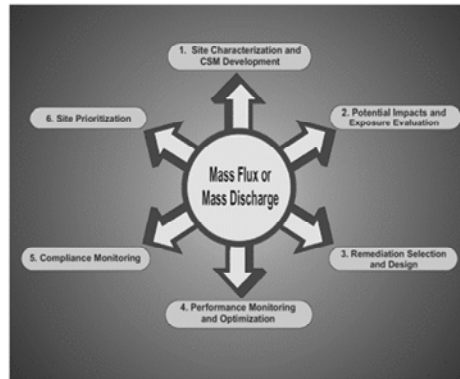 1. Site Characterization and
CSM Development
2. Potential Impacts and
Exposure Evaluation
3. Remediation Selection
and Design
4. Performance Monitoring
and Optimization
5. Compliance Monitoring
6. Site Prioritization
Mass Flux or
Mass Discharge